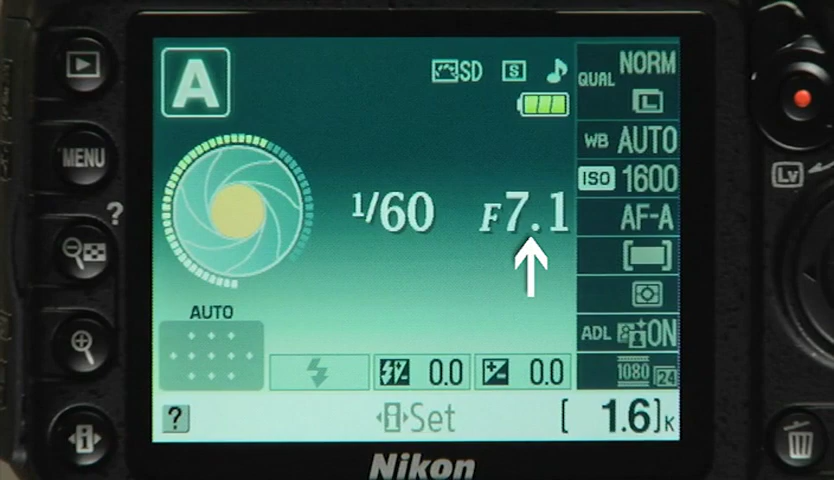 A
SD S
QUAL NORM
L
MENU
WB AUTO
ISO 1600
Lv
?
1/60 F7.1
AF-A
AUTO
ADL ON
0.0 0.0
1080 24
? i Set [ 1.6]K
i
Nikon